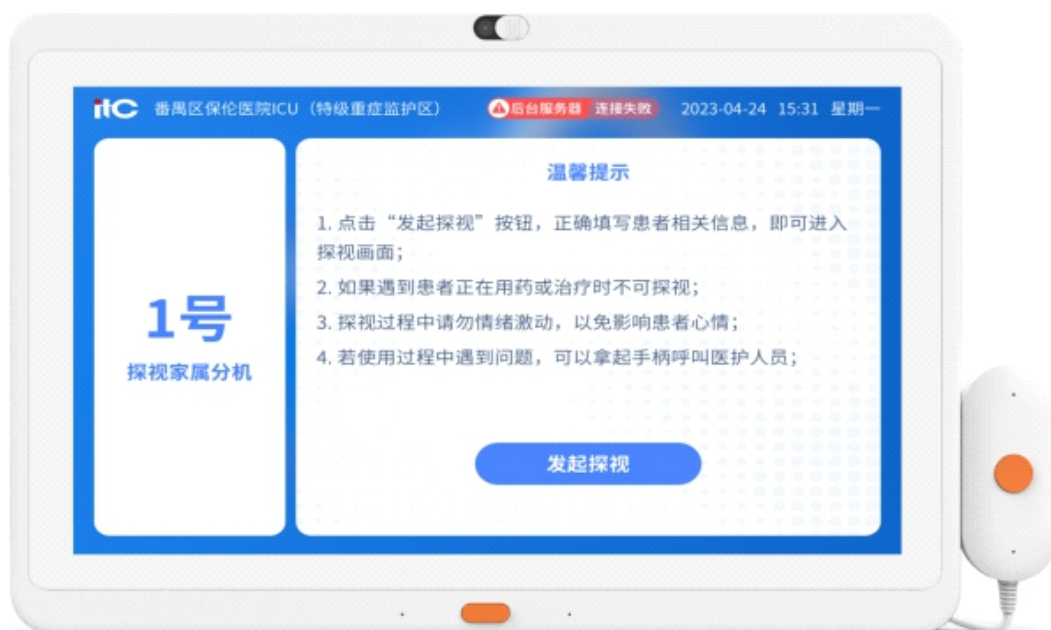 itc 番禺区保伦医院ICU（特级重症监护区） 后台服务器 连接失败 2023-04-24 15:31 星期一
1号
探视家属分机
温馨提示
1. 点击“发起探视”按钮，正确填写患者相关信息，即可进入
探视画面；
2. 如果遇到患者正在用药或治疗时不可探视；
3. 探视过程中请勿情绪激动，以免影响患者心情；
4. 若使用过程中遇到问题，可以拿起手柄呼叫医护人员；
发起探视